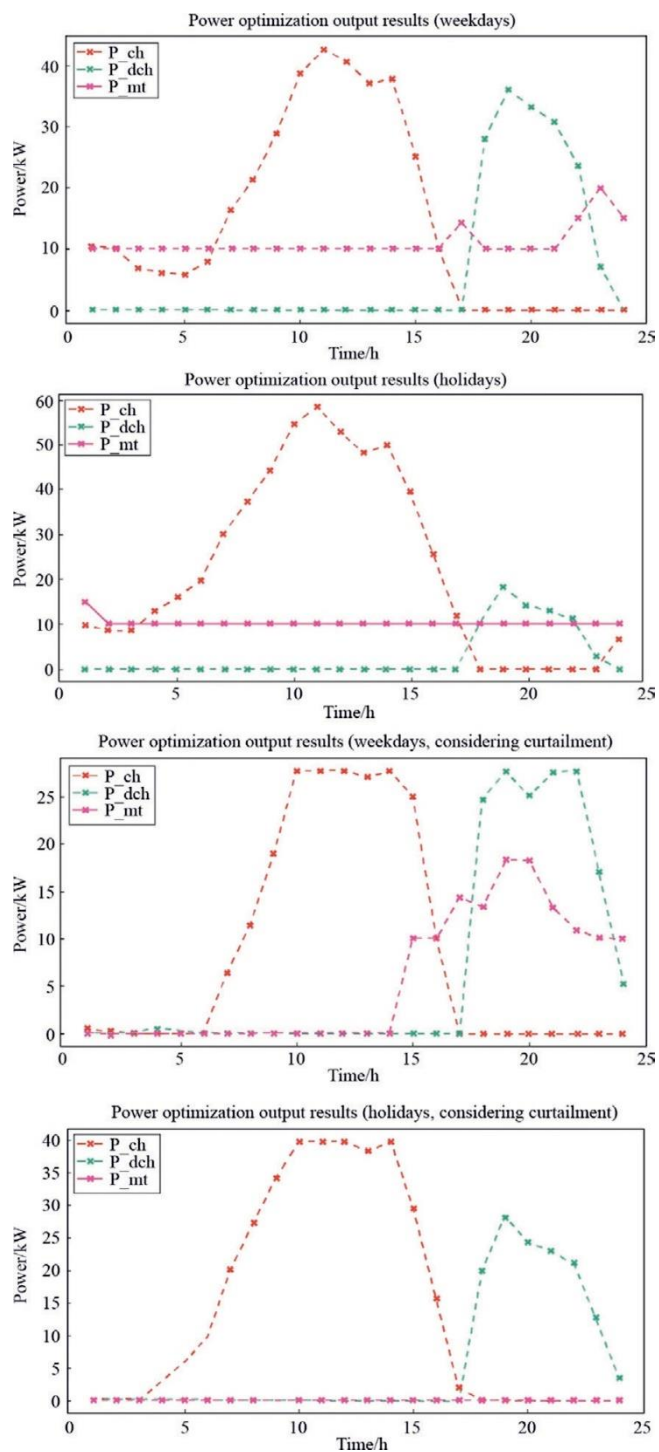 Power optimization output results (weekdays)
P_ch
P_dch
P_mt
Power/kW
40
30
20
10
0
0
5
10
15
20
25
Time/h
Power optimization output results (holidays)
P_ch
P_dch
P_mt
Power/kW
60
50
40
30
20
10
0
0
5
10
15
20
25
Time/h
Power optimization output results (weekdays, considering curtailment)
P_ch
P_dch
P_mt
Power/kW
25
20
15
10
5
0
0
5
10
15
20
25
Time/h
Power optimization output results (holidays, considering curtailment)
P_ch
P_dch
P_mt
Power/kW
40
35
30
25
20
15
10
5
0
0
5
10
15
20
25
Time/h